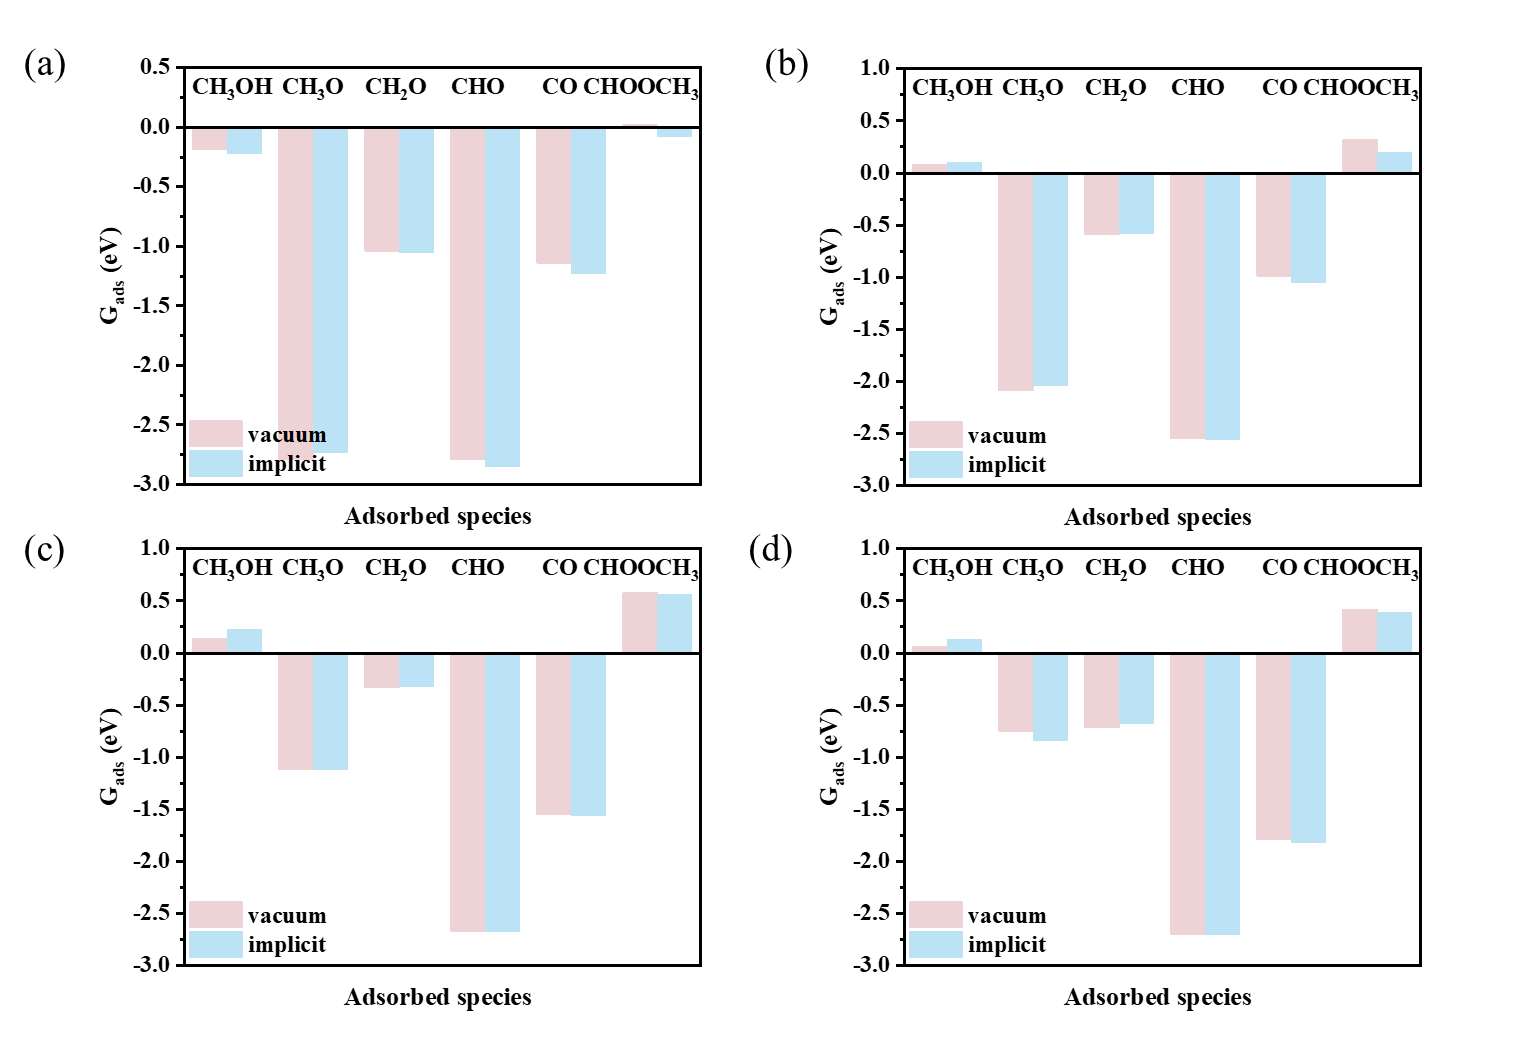 (a)
0.5
0.0
-0.5
-1.0
-1.5
-2.0
-2.5
-3.0
G_ads (eV)
CH₃OH CH₃O CH₂O CHO CO CHOOCH₃
vacuum
implicit
Adsorbed species
(b)
1.0
0.5
0.0
-0.5
-1.0
-1.5
-2.0
-2.5
-3.0
G_ads (eV)
CH₃OH CH₃O CH₂O CHO CO CHOOCH₃
vacuum
implicit
Adsorbed species
(c)
1.0
0.5
0.0
-0.5
-1.0
-1.5
-2.0
-2.5
-3.0
G_ads (eV)
CH₃OH CH₃O CH₂O CHO CO CHOOCH₃
vacuum
implicit
Adsorbed species
(d)
1.0
0.5
0.0
-0.5
-1.0
-1.5
-2.0
-2.5
-3.0
G_ads (eV)
CH₃OH CH₃O CH₂O CHO CO CHOOCH₃
vacuum
implicit
Adsorbed species